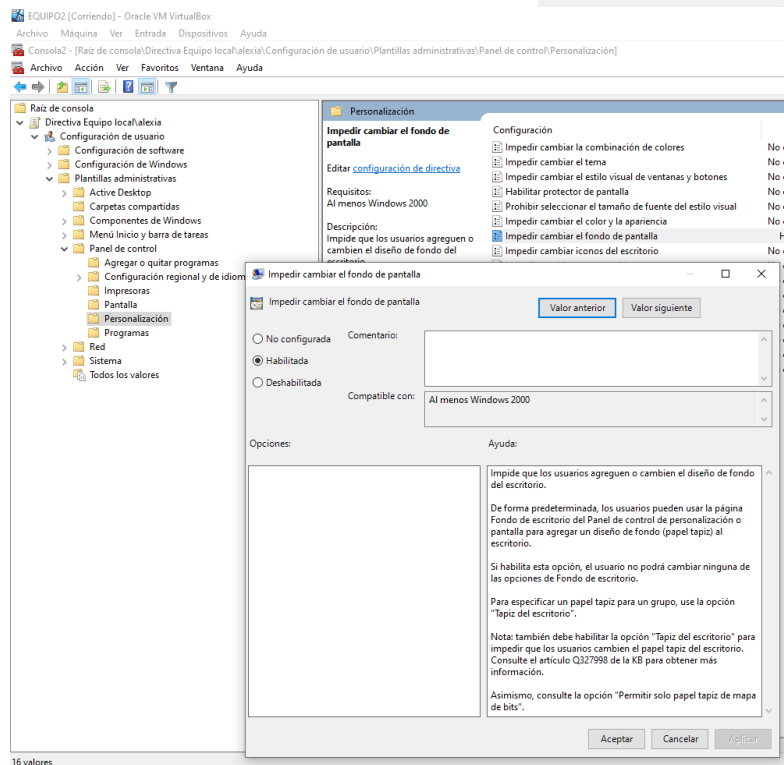 EQUIPO2 [Corriendo] - Oracle VM VirtualBox
Archivo Máquina Ver Entrada Dispositivos Ayuda
Consola2 - [Raíz de consola\Directiva Equipo local\alexia\Configuración de usuario\Plantillas administrativas\Panel de control\Personalización]
Archivo Acción Ver Favoritos Ventana Ayuda
Raíz de consola
Directiva Equipo local\alexia
Configuración de usuario
Configuración de software
Configuración de Windows
Plantillas administrativas
Active Desktop
Carpetas compartidas
Componentes de Windows
Menú Inicio y barra de tareas
Panel de control
Agregar o quitar programas
Configuración regional y de idiom
Impresoras
Pantalla
Personalización
Programas
Red
Sistema
Todos los valores
Personalización
Impedir cambiar el fondo de
pantalla
Editar configuración de directiva
Requisitos:
Al menos Windows 2000
Descripción:
Impide que los usuarios agreguen o
cambien el diseño de fondo del
escritorio
Configuración
Impedir cambiar la combinación de colores No
Impedir cambiar el tema No
Impedir cambiar el estilo visual de ventanas y botones No
Habilitar protector de pantalla No
Prohibir seleccionar el tamaño de fuente del estilo visual No
Impedir cambiar el color y la apariencia No
Impedir cambiar el fondo de pantalla H
Impedir cambiar iconos del escritorio No
Impedir cambiar el fondo de pantalla
Impedir cambiar el fondo de pantalla
Valor anterior Valor siguiente
No configurada
Habilitada
Deshabilitada
Comentario:
Compatible con: Al menos Windows 2000
Opciones:
Ayuda:
Impide que los usuarios agreguen o cambien el diseño de fondo
del escritorio.
De forma predeterminada, los usuarios pueden usar la página
Fondo de escritorio del Panel de control de personalización o
pantalla para agregar un diseño de fondo (papel tapiz) al
escritorio.
Si habilita esta opción, el usuario no podrá cambiar ninguna de
las opciones de Fondo de escritorio.
Para especificar un papel tapiz para un grupo, use la opción
"Tapiz del escritorio".
Nota: también debe habilitar la opción "Tapiz del escritorio" para
impedir que los usuarios cambien el papel tapiz del escritorio.
Consulte el artículo Q327998 de la KB para obtener más
información.
Asimismo, consulte la opción "Permitir solo papel tapiz de mapa
de bits".
Aceptar Cancelar Aplicar
16 valores